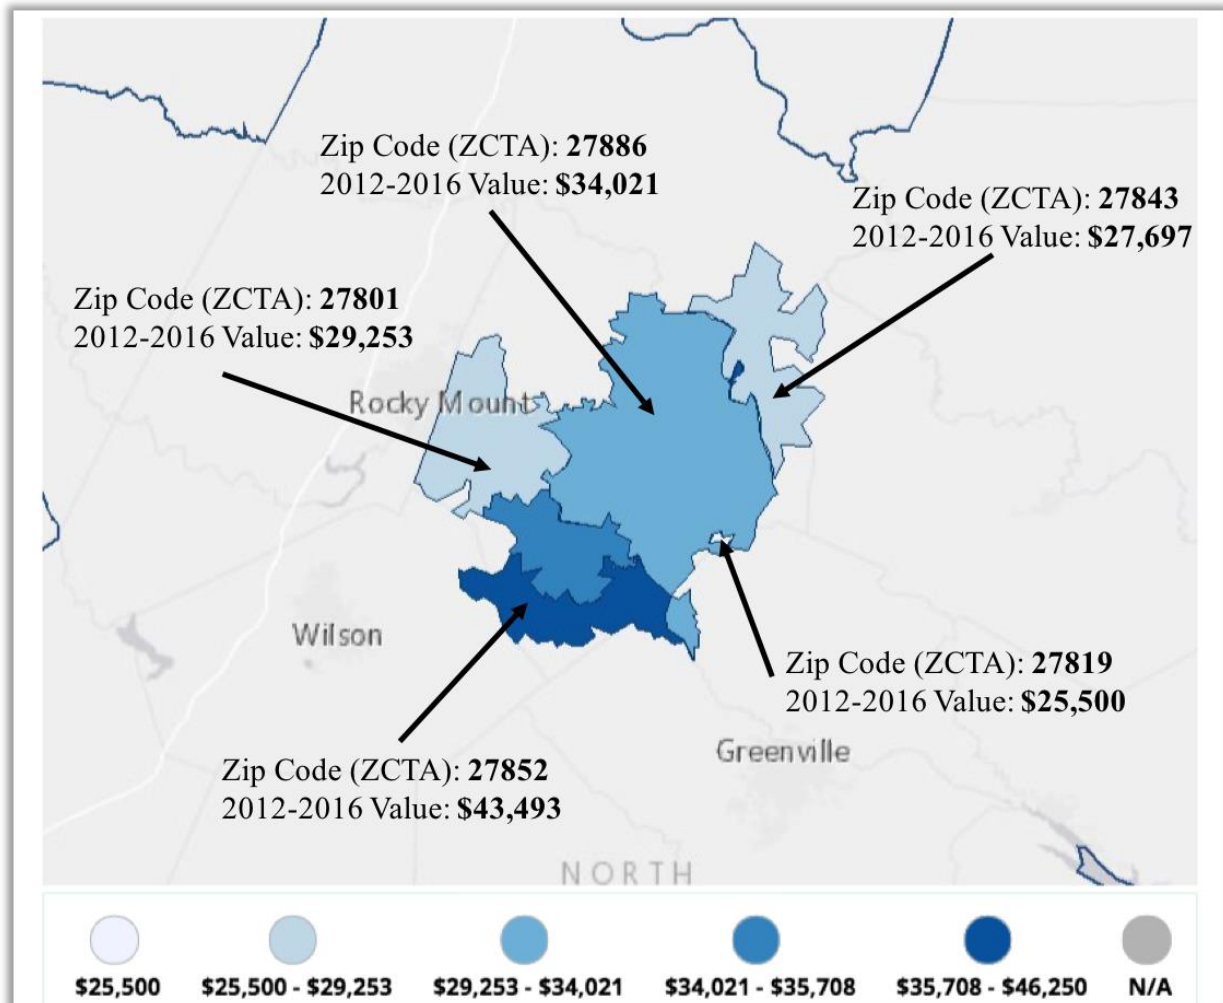 Zip Code (ZCTA): 27886
2012-2016 Value: $34,021
Zip Code (ZCTA): 27843
2012-2016 Value: $27,697
Zip Code (ZCTA): 27801
2012-2016 Value: $29,253
Rocky Mount
Wilson
Zip Code (ZCTA): 27819
2012-2016 Value: $25,500
Greenville
Zip Code (ZCTA): 27852
2012-2016 Value: $43,493
NORTH
$25,500
$25,500 - $29,253
$29,253 - $34,021
$34,021 - $35,708
$35,708 - $46,250
N/A